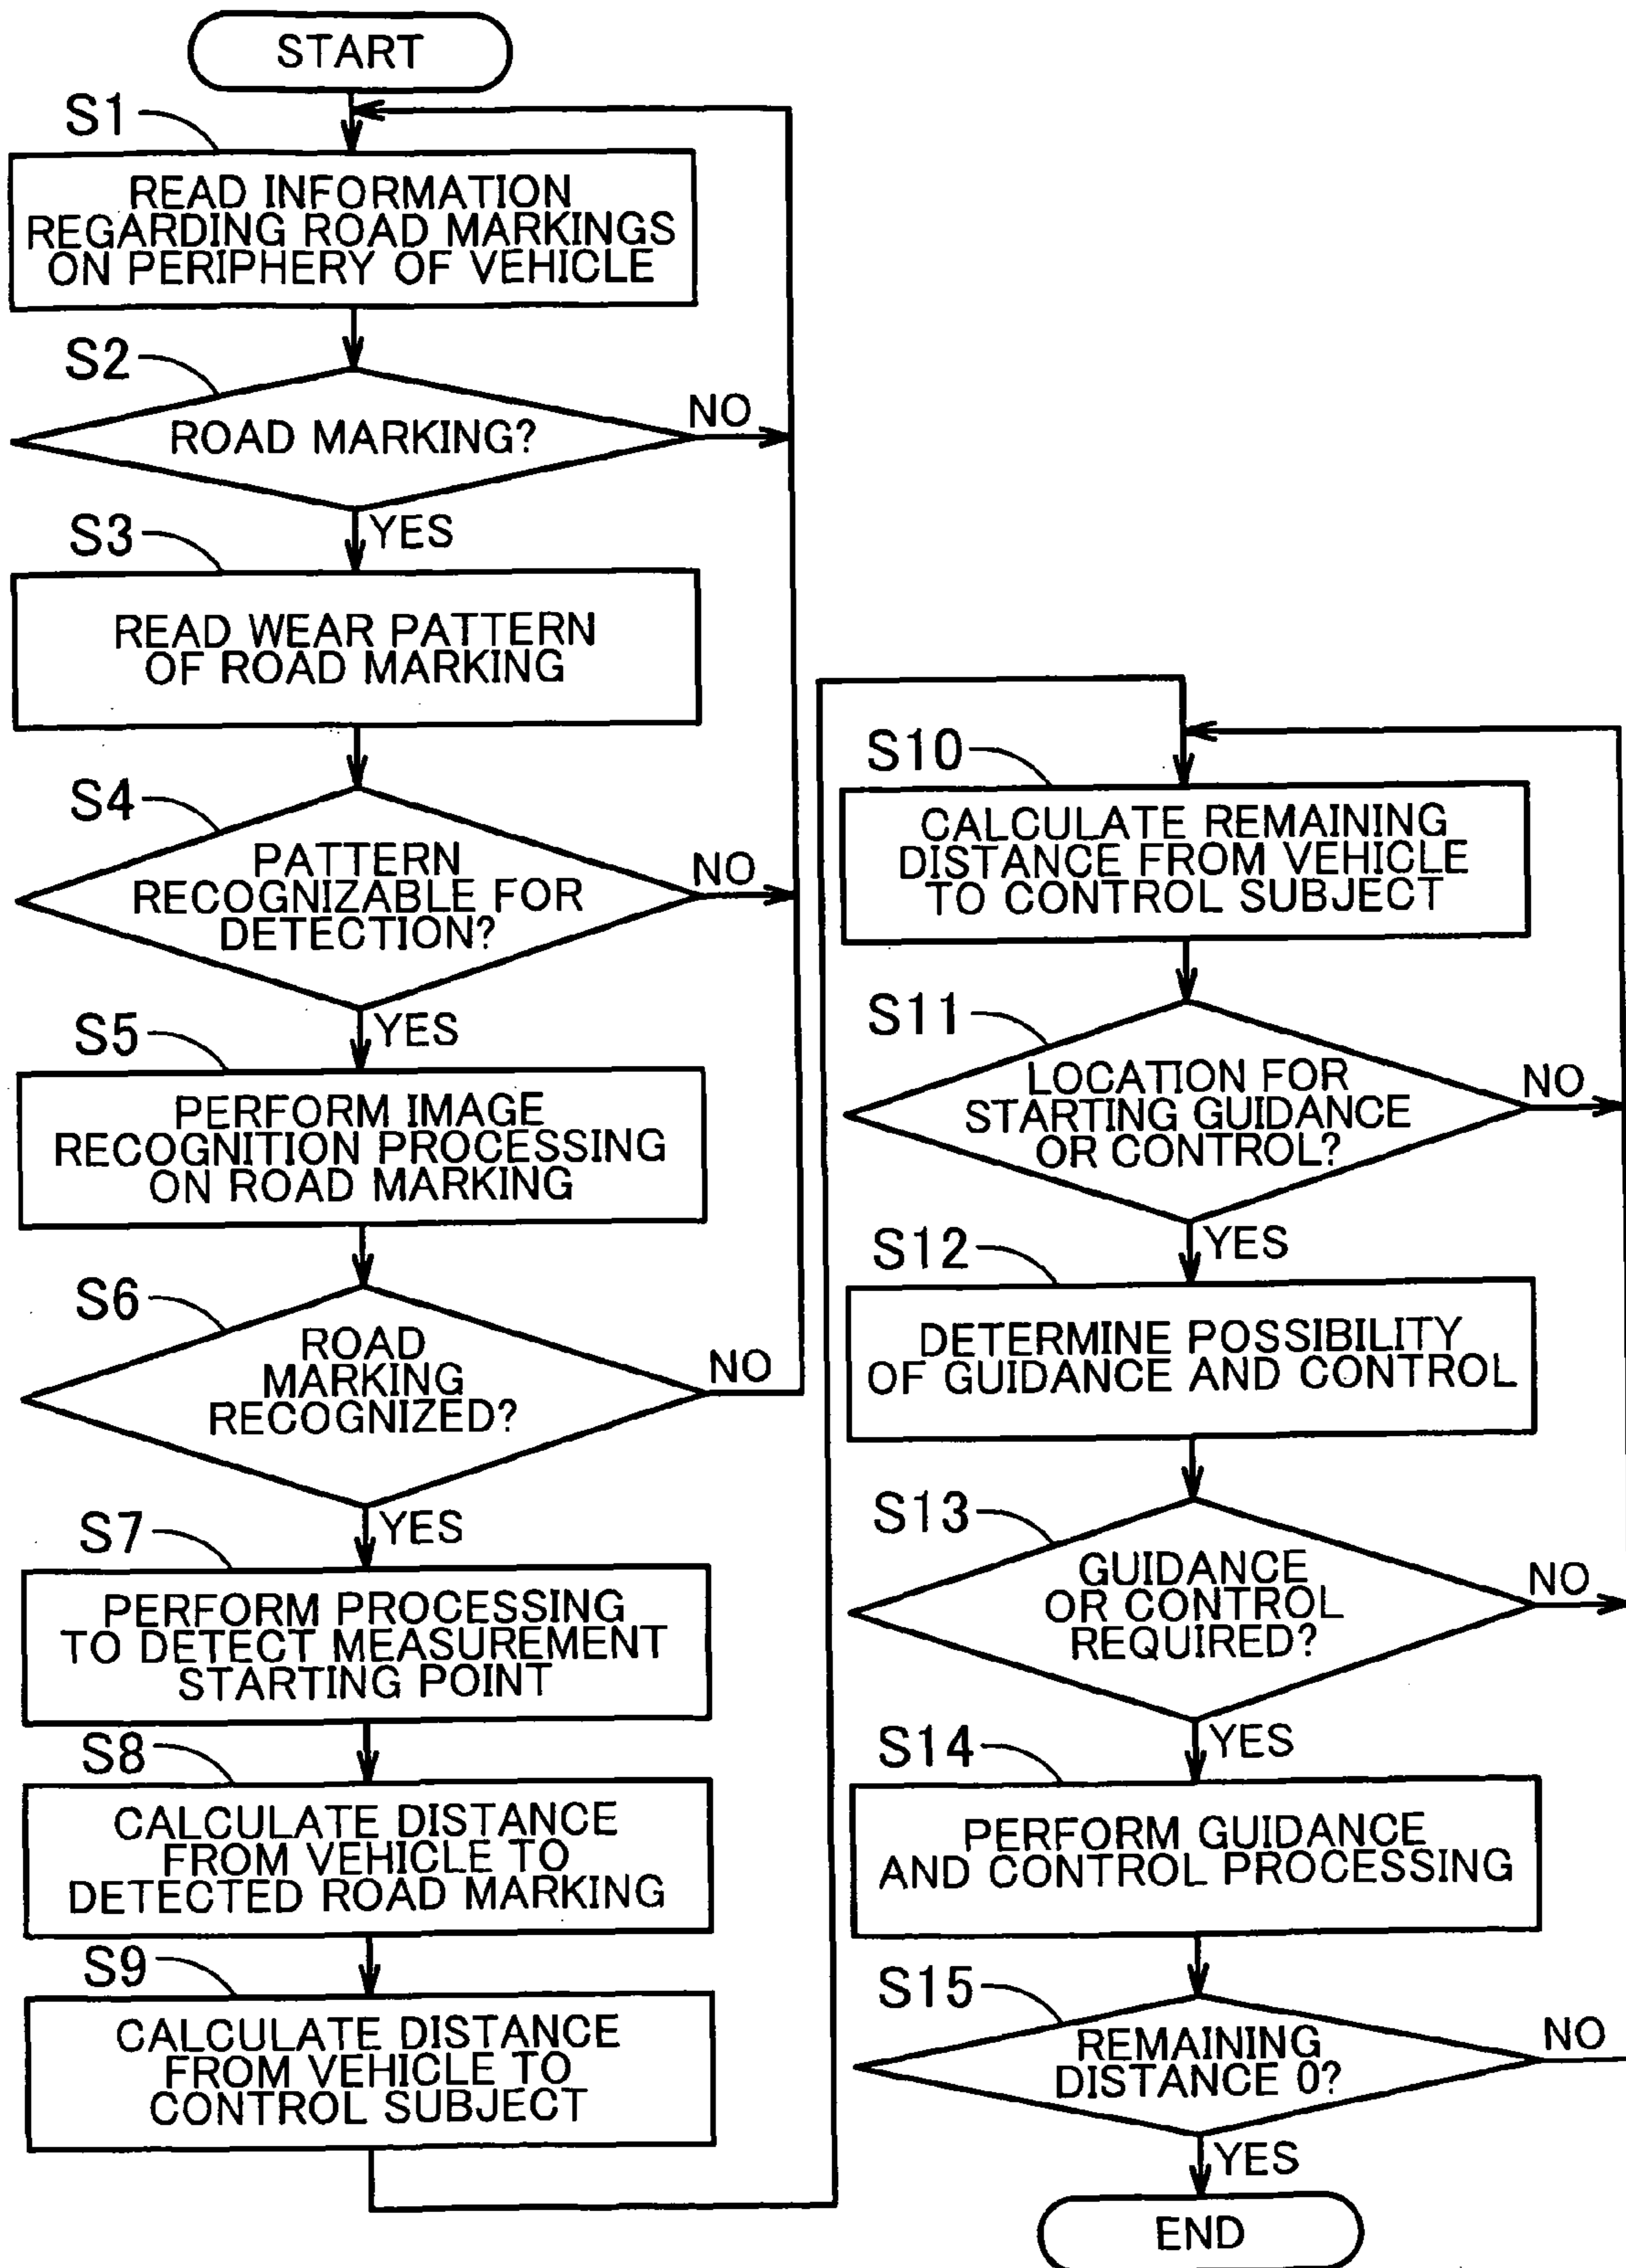 START
S1
READ INFORMATION
REGARDING ROAD MARKINGS
ON PERIPHERY OF VEHICLE
S2
ROAD MARKING?
NO
YES
S3
READ WEAR PATTERN
OF ROAD MARKING
S4
PATTERN
RECOGNIZABLE FOR
DETECTION?
NO
YES
S5
PERFORM IMAGE
RECOGNITION PROCESSING
ON ROAD MARKING
S6
ROAD
MARKING
RECOGNIZED?
NO
YES
S7
PERFORM PROCESSING
TO DETECT MEASUREMENT
STARTING POINT
S8
CALCULATE DISTANCE
FROM VEHICLE TO
DETECTED ROAD MARKING
S9
CALCULATE DISTANCE
FROM VEHICLE TO
CONTROL SUBJECT
S10
CALCULATE REMAINING
DISTANCE FROM VEHICLE
TO CONTROL SUBJECT
S11
LOCATION FOR
STARTING GUIDANCE
OR CONTROL?
NO
YES
S12
DETERMINE POSSIBILITY
OF GUIDANCE AND CONTROL
S13
GUIDANCE
OR CONTROL
REQUIRED?
NO
YES
S14
PERFORM GUIDANCE
AND CONTROL PROCESSING
S15
REMAINING
DISTANCE 0?
NO
YES
END